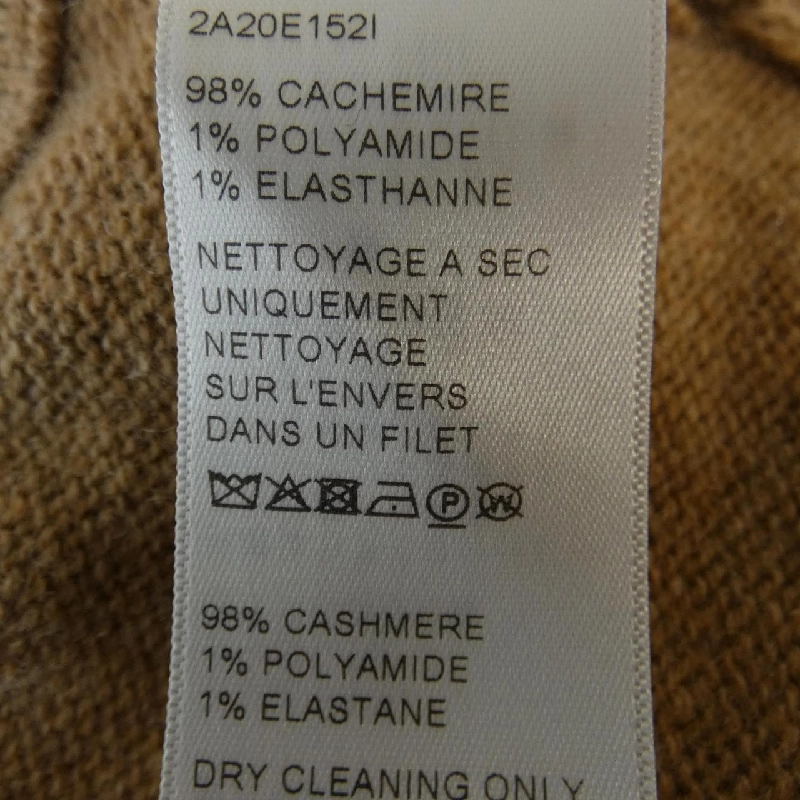 2A20E152I
98% CACHEMIRE
1% POLYAMIDE
1% ELASTHANNE
NETTOYAGE A SEC
UNIQUEMENT
NETTOYAGE
SUR L'ENVERS
DANS UN FILET
P W
98% CASHMERE
1% POLYAMIDE
1% ELASTANE
DRY CLEANING ONLY